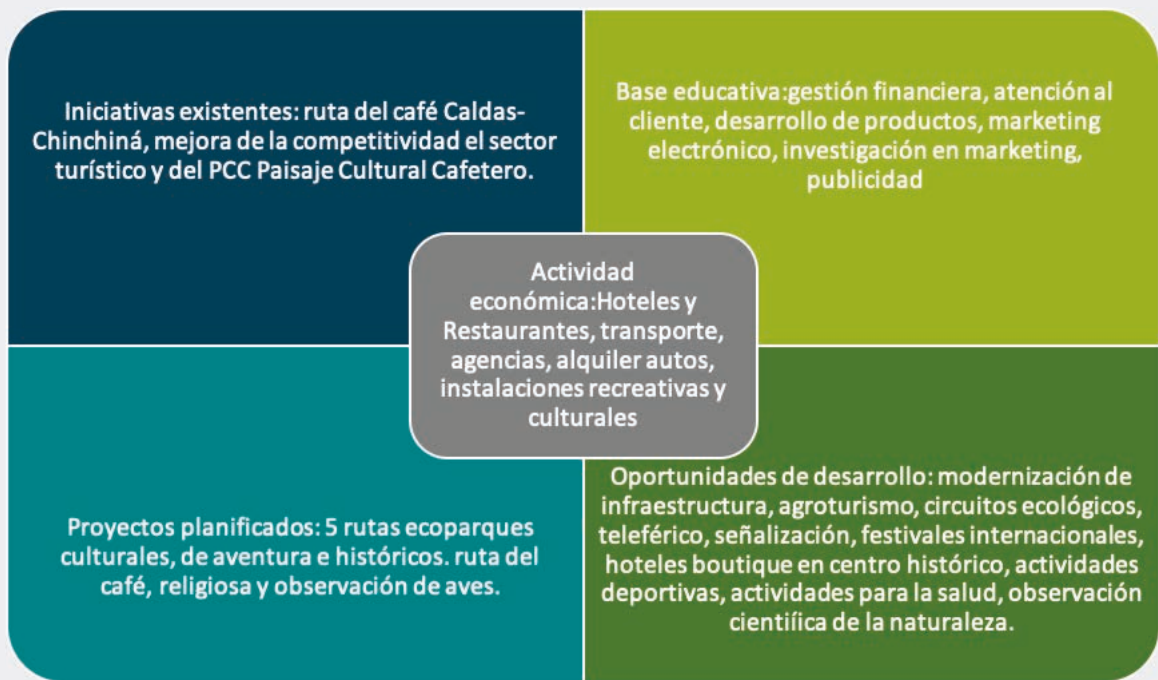 Iniciativas existentes: ruta del café Caldas-
Chinchiná, mejora de la competitividad el sector
turístico y del PCC Paisaje Cultural Cafetero.
Base educativa:gestión financiera, atención al
cliente, desarrollo de productos, marketing
electrónico, investigación en marketing,
publicidad
Actividad
económica:Hoteles y
Restaurantes, transporte,
agencias, alquiler autos,
instalaciones recreativas y
culturales
Proyectos planificados: 5 rutas ecoparques
culturales, de aventura e históricos. ruta del
café, religiosa y observación de aves.
Oportunidades de desarrollo: modernización de
infraestructura, agroturismo, circuitos ecológicos,
teleférico, señalización, festivales internacionales,
hoteles boutique en centro histórico, actividades
deportivas, actividades para la salud, observación
cientiífica de la naturaleza.